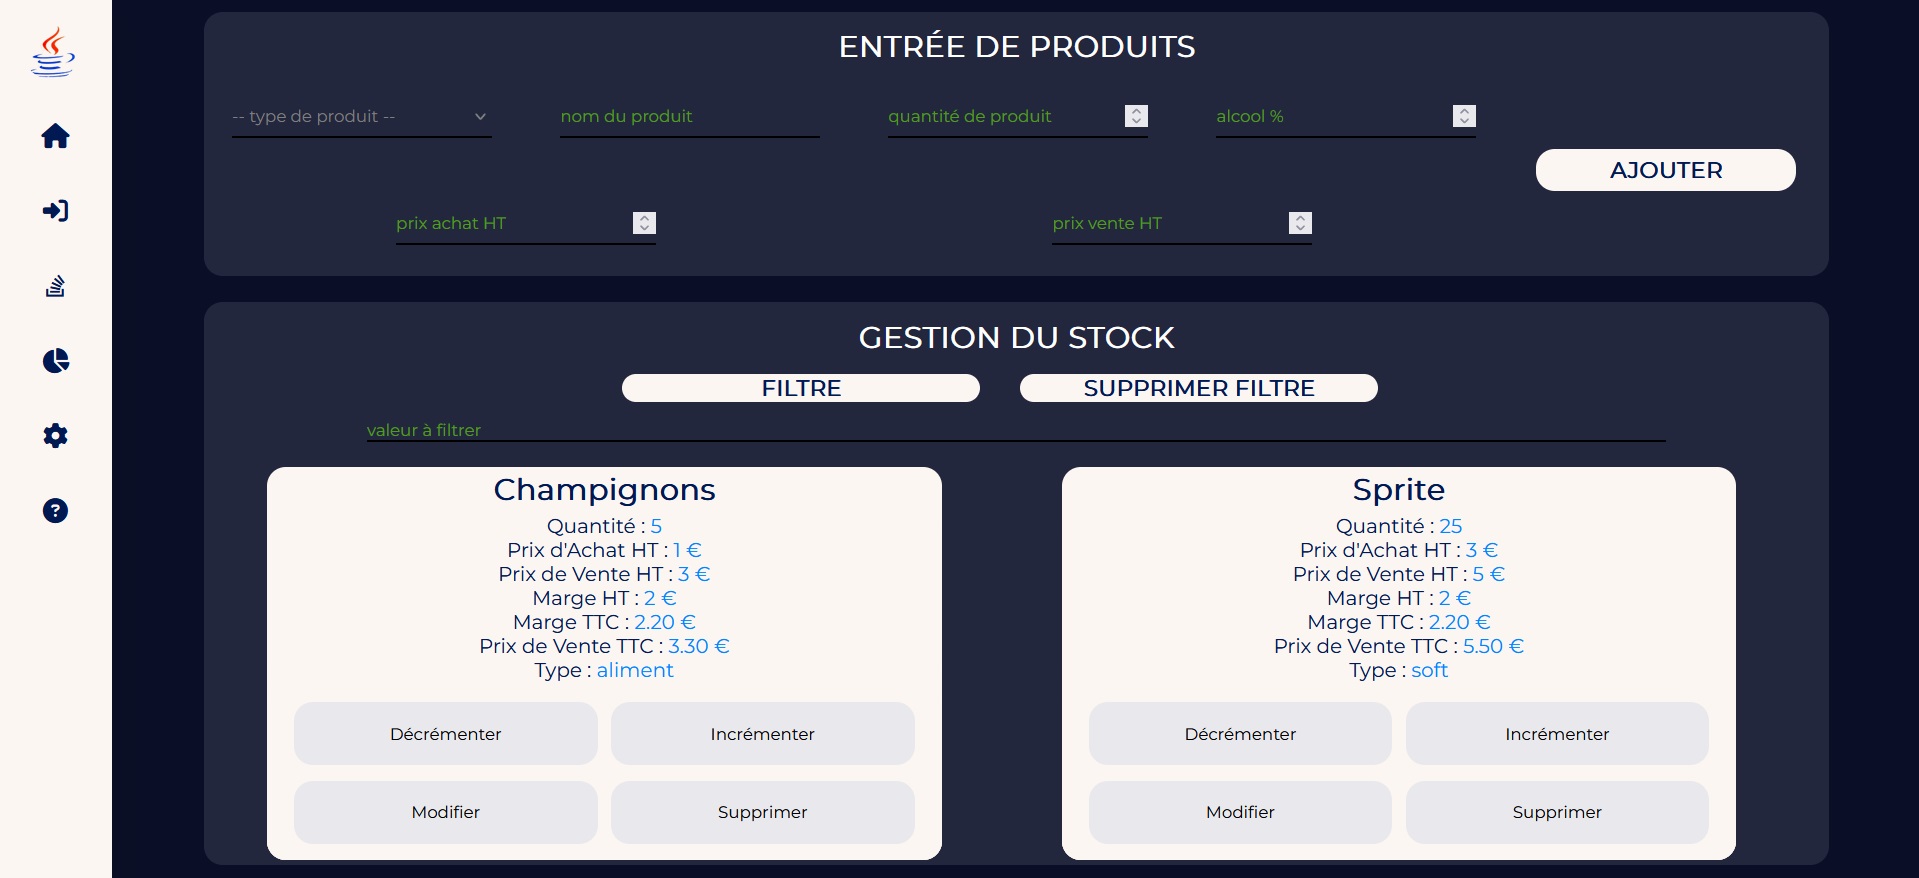 ENTRÉE DE PRODUITS
-- type de produit --
nom du produit
quantité de produit
alcool %
AJOUTER
prix achat HT
prix vente HT
GESTION DU STOCK
FILTRE
SUPPRIMER FILTRE
valeur à filtrer
Champignons
Quantité : 5
Prix d'Achat HT : 1 €
Prix de Vente HT : 3 €
Marge HT : 2 €
Marge TTC : 2.20 €
Prix de Vente TTC : 3.30 €
Type : aliment
Décrémenter
Incrémenter
Modifier
Supprimer
Sprite
Quantité : 25
Prix d'Achat HT : 3 €
Prix de Vente HT : 5 €
Marge HT : 2 €
Marge TTC : 2.20 €
Prix de Vente TTC : 5.50 €
Type : soft
Décrémenter
Incrémenter
Modifier
Supprimer